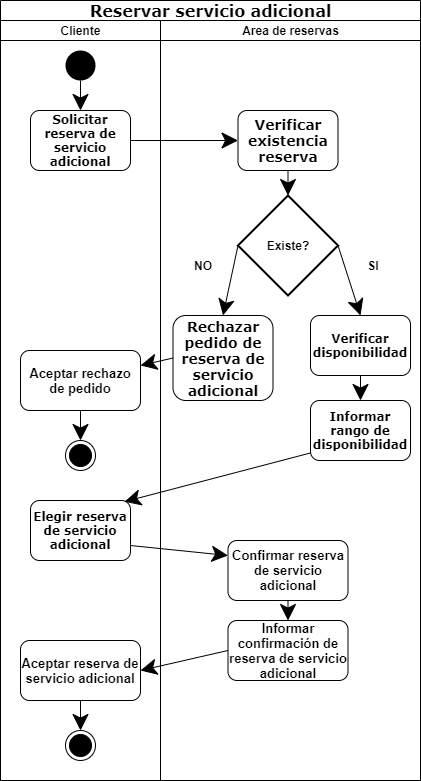 Reservar servicio adicional
Cliente
Area de reservas
Solicitar
reserva de
servicio
adicional
Verificar
existencia
reserva
Existe?
NO
SI
Rechazar
pedido de
reserva de
servicio
adicional
Verificar
disponibilidad
Aceptar rechazo
de pedido
Informar
rango de
disponibilidad
Elegir reserva
de servicio
adicional
Confirmar reserva
de servicio
adicional
Informar
confirmación de
reserva de servicio
adicional
Aceptar reserva de
servicio adicional